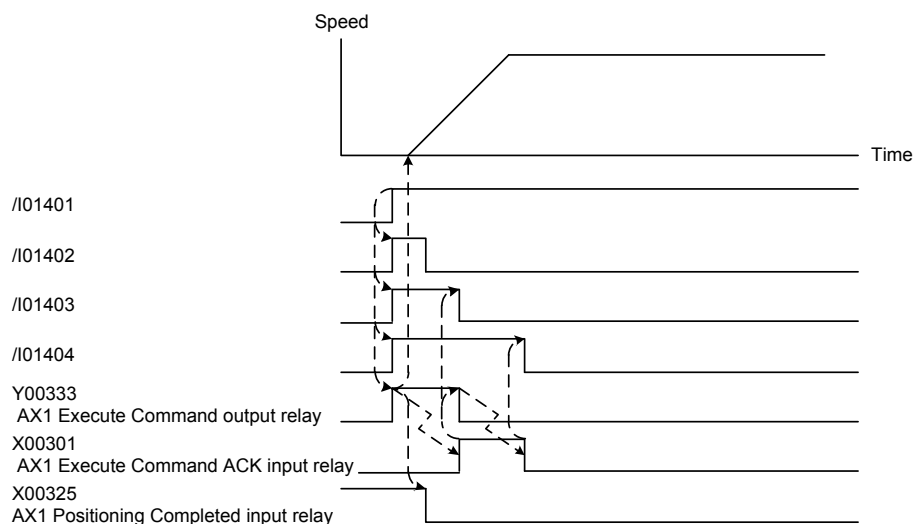 Speed
Time
/I01401
/I01402
/I01403
/I01404
Y00333
AX1 Execute Command output relay
X00301
AX1 Execute Command ACK input relay
X00325
AX1 Positioning Completed input relay